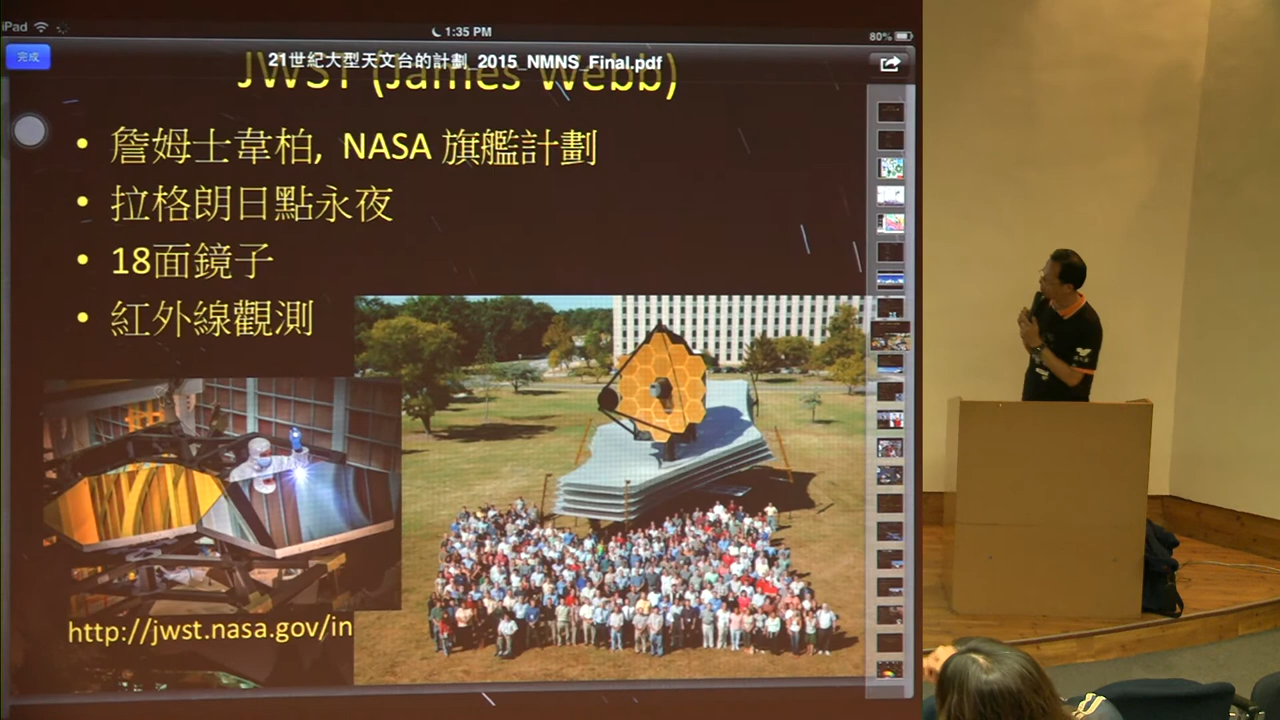 iPad
1:35 PM
80%
完成
21世紀大型天文台的計劃_2015_NMNS_Final.pdf
JWST (James Webb)
• 詹姆士韋柏, NASA 旗艦計劃
• 拉格朗日點永夜
• 18面鏡子
• 紅外線觀測
http://jwst.nasa.gov/in